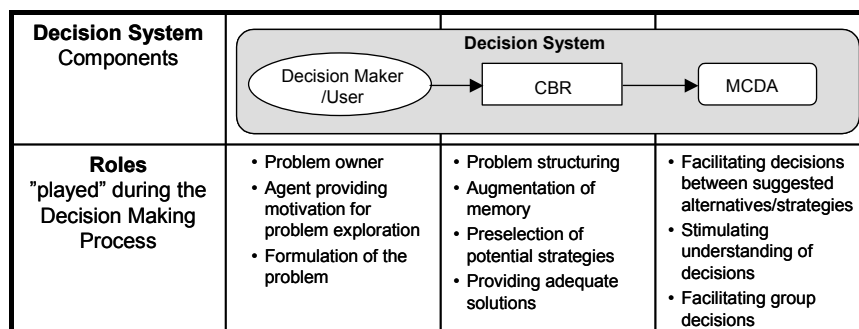 Decision System
Components
Decision System
Decision Maker
/User
CBR
MCDA
Roles
"played" during the
Decision Making
Process
• Problem owner
• Agent providing
motivation for
problem exploration
• Formulation of the
problem
• Problem structuring
• Augmentation of
memory
• Preselection of
potential strategies
• Providing adequate
solutions
• Facilitating decisions
between suggested
alternatives/strategies
• Stimulating
understanding of
decisions
• Facilitating group
decisions